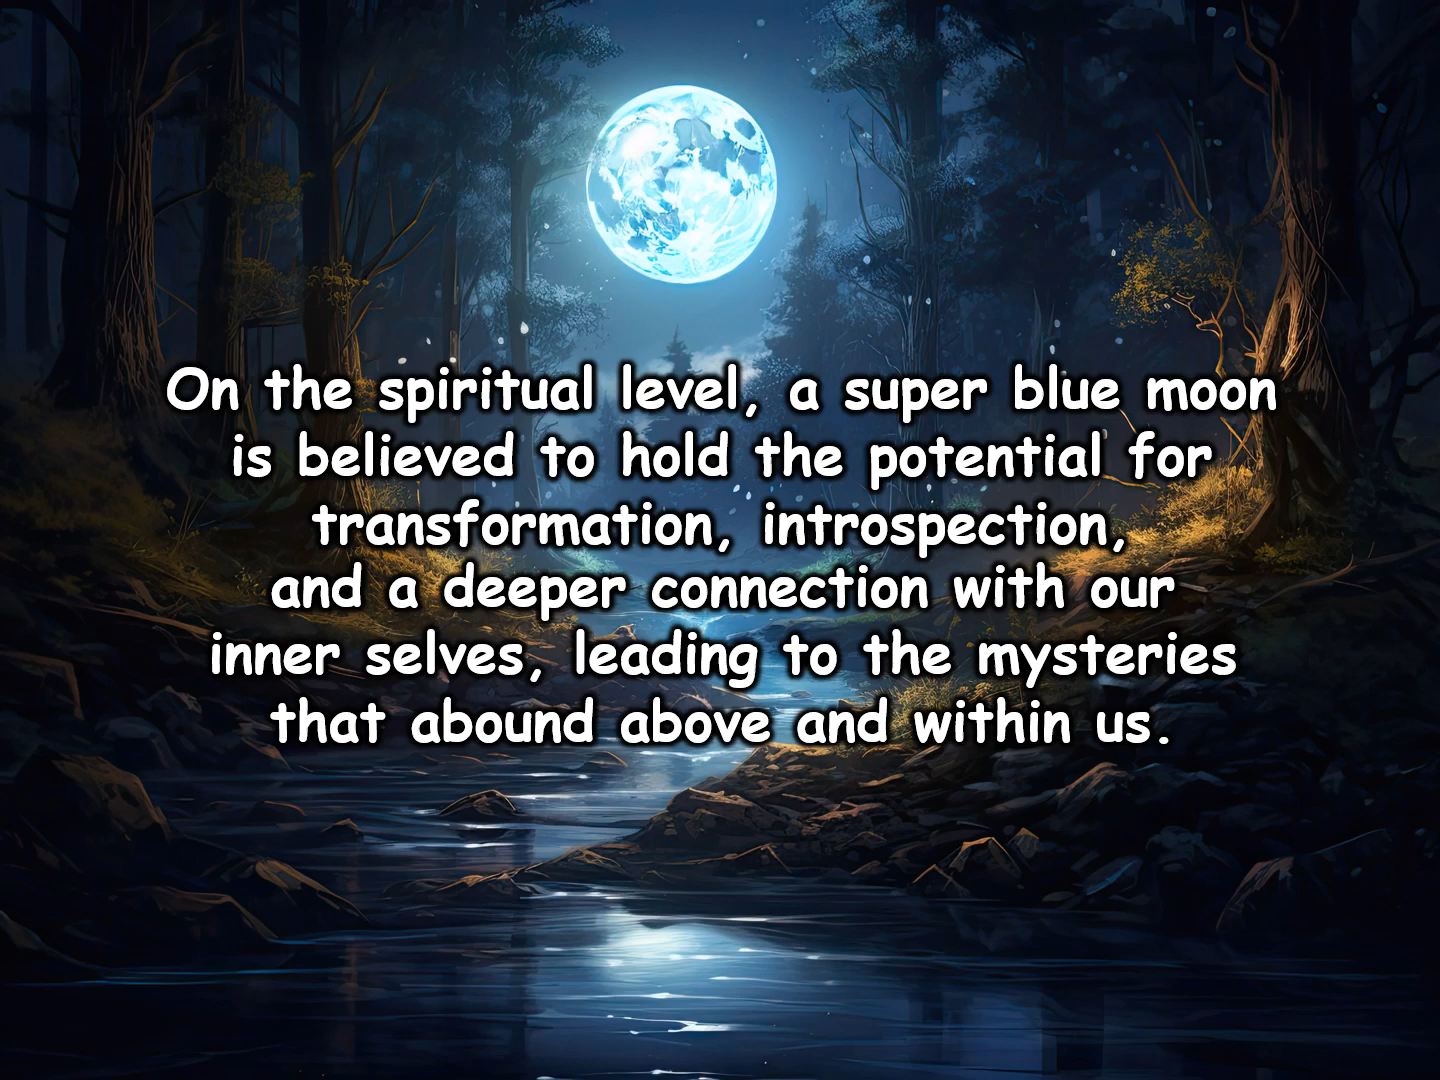 On the spiritual level, a super blue moon
is believed to hold the potential for
transformation, introspection,
and a deeper connection with our
inner selves, leading to the mysteries
that abound above and within us.